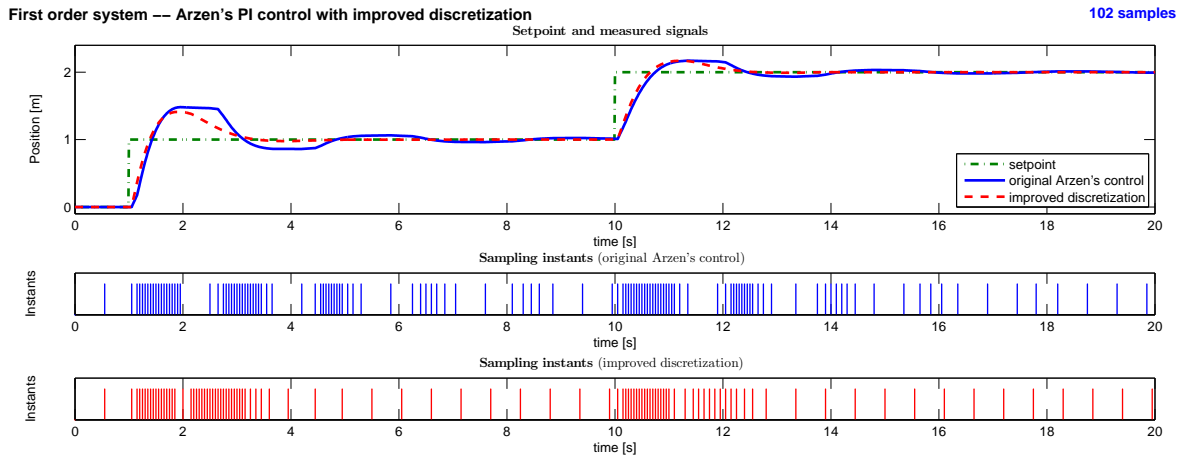 First order system -- Arzen's PI control with improved discretization
102 samples
Setpoint and measured signals
Position [m]
2
1
0
setpoint
original Arzen's control
improved discretization
0 2 4 6 8 10 12 14 16 18 20
time [s]
Sampling instants (original Arzen's control)
Instants
0 2 4 6 8 10 12 14 16 18 20
time [s]
Sampling instants (improved discretization)
Instants
0 2 4 6 8 10 12 14 16 18 20
time [s]